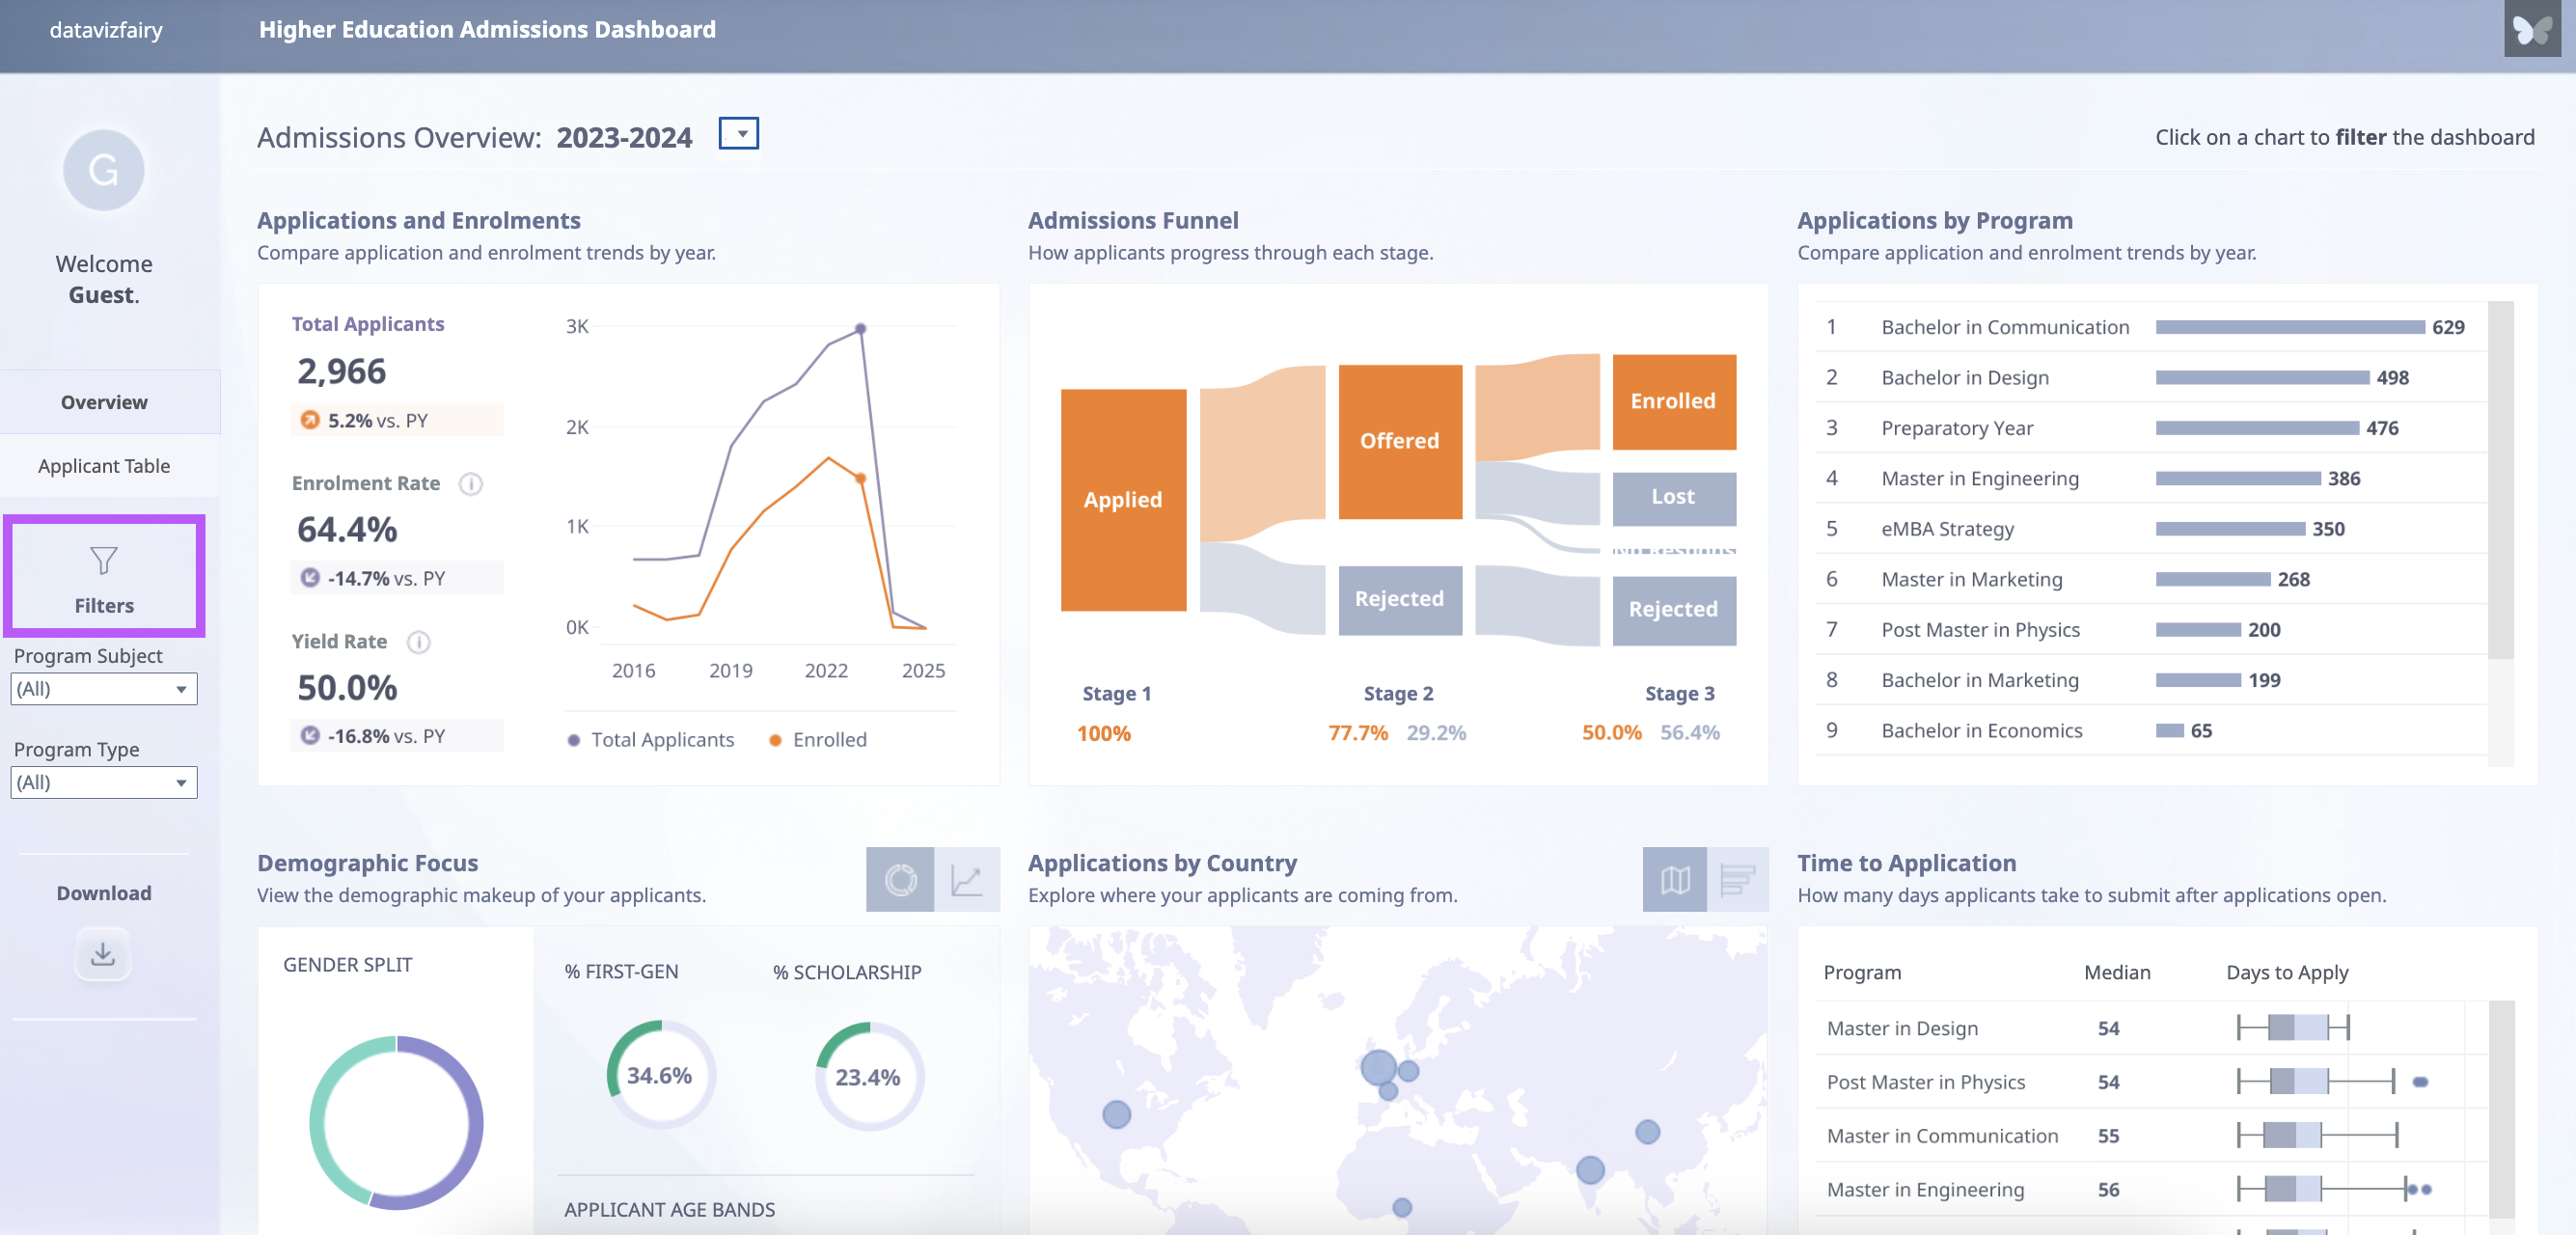 datavizfairy
Higher Education Admissions Dashboard
G
Welcome
Guest.
Overview
Applicant Table
Filters
Program Subject
(All)
Program Type
(All)
Download
Admissions Overview: 2023-2024
Click on a chart to filter the dashboard
Applications and Enrolments
Compare application and enrolment trends by year.
Total Applicants
2,966
5.2% vs. PY
Enrolment Rate
64.4%
-14.7% vs. PY
Yield Rate
50.0%
-16.8% vs. PY
3K
2K
1K
0K
2016 2019 2022 2025
Total Applicants Enrolled
Admissions Funnel
How applicants progress through each stage.
Applied
Offered
Rejected
Enrolled
Lost
Rejected
Stage 1 Stage 2 Stage 3
100% 77.7% 29.2% 50.0% 56.4%
Applications by Program
Compare application and enrolment trends by year.
1 Bachelor in Communication 629
2 Bachelor in Design 498
3 Preparatory Year 476
4 Master in Engineering 386
5 eMBA Strategy 350
6 Master in Marketing 268
7 Post Master in Physics 200
8 Bachelor in Marketing 199
9 Bachelor in Economics 65
Demographic Focus
View the demographic makeup of your applicants.
GENDER SPLIT
% FIRST-GEN
34.6%
% SCHOLARSHIP
23.4%
APPLICANT AGE BANDS
Applications by Country
Explore where your applicants are coming from.
Time to Application
How many days applicants take to submit after applications open.
Program Median Days to Apply
Master in Design 54
Post Master in Physics 54
Master in Communication 55
Master in Engineering 56